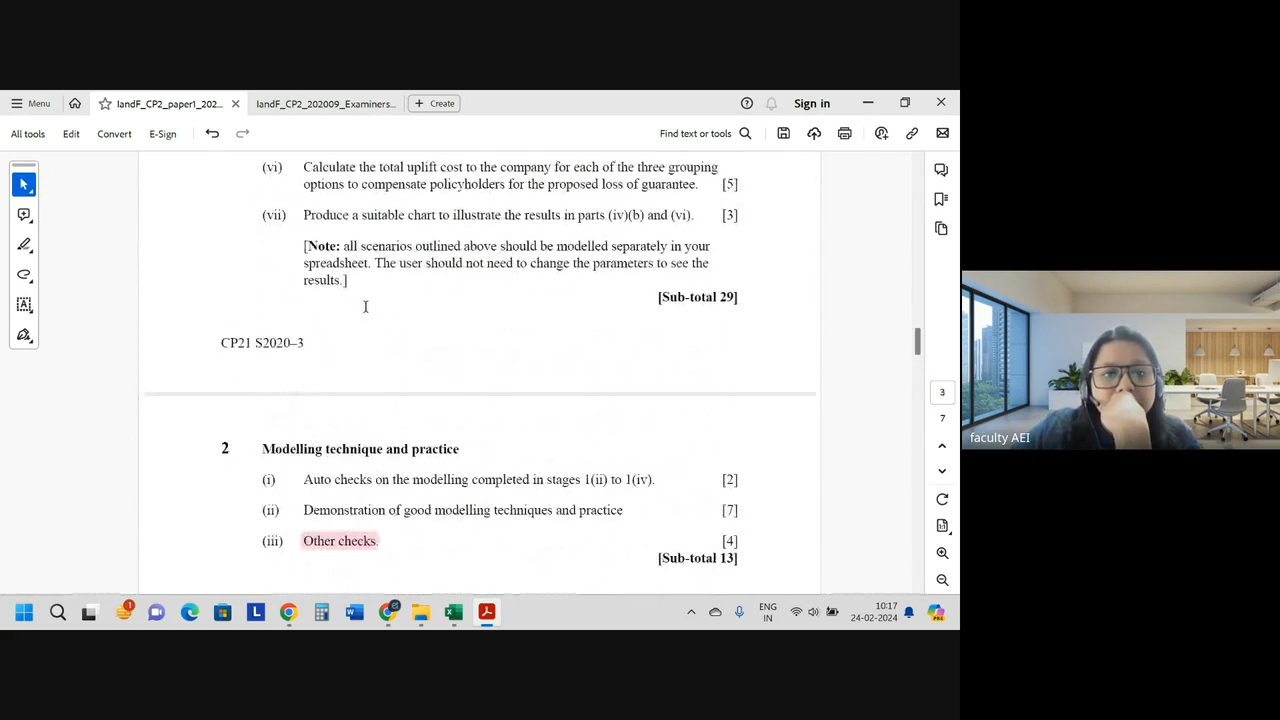 Menu
IandF_CP2_paper1_202...
IandF_CP2_202009_Examiners...
Create
Sign in
All tools
Edit
Convert
E-Sign
Find text or tools
(vi) Calculate the total uplift cost to the company for each of the three grouping
options to compensate policyholders for the proposed loss of guarantee. [5]
(vii) Produce a suitable chart to illustrate the results in parts (iv)(b) and (vi). [3]
[Note: all scenarios outlined above should be modelled separately in your
spreadsheet. The user should not need to change the parameters to see the
results.]
[Sub-total 29]
CP21 S2020–3
2 Modelling technique and practice
(i) Auto checks on the modelling completed in stages 1(ii) to 1(iv). [2]
(ii) Demonstration of good modelling techniques and practice [7]
(iii) Other checks. [4]
[Sub-total 13]
3
7
faculty AEI
1
L
W
ENG
IN
10:17
24-02-2024
PRE